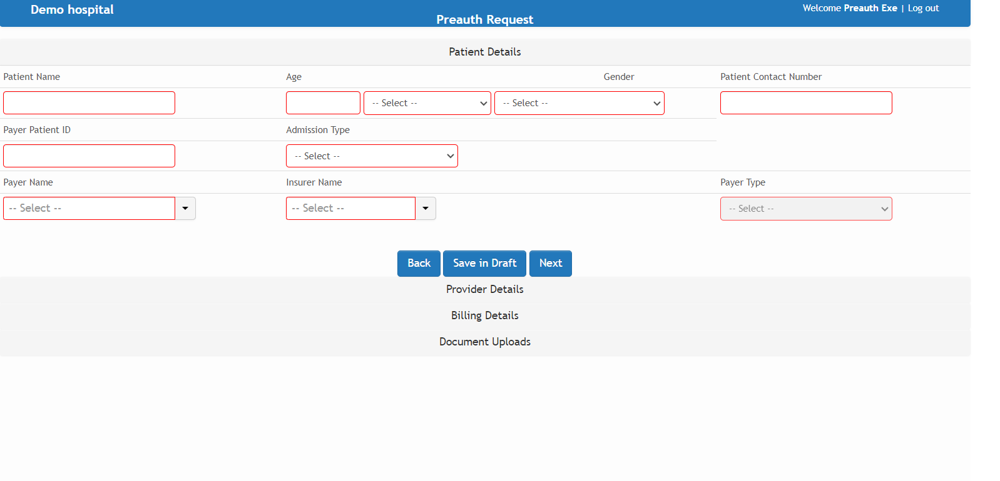 Demo hospital
Welcome Preauth Exe | Log out
Preauth Request
Patient Details
Patient Name Age Gender Patient Contact Number
-- Select -- -- Select --
Payer Patient ID Admission Type
-- Select --
Payer Name Insurer Name Payer Type
-- Select -- -- Select -- -- Select --
Back Save in Draft Next
Provider Details
Billing Details
Document Uploads